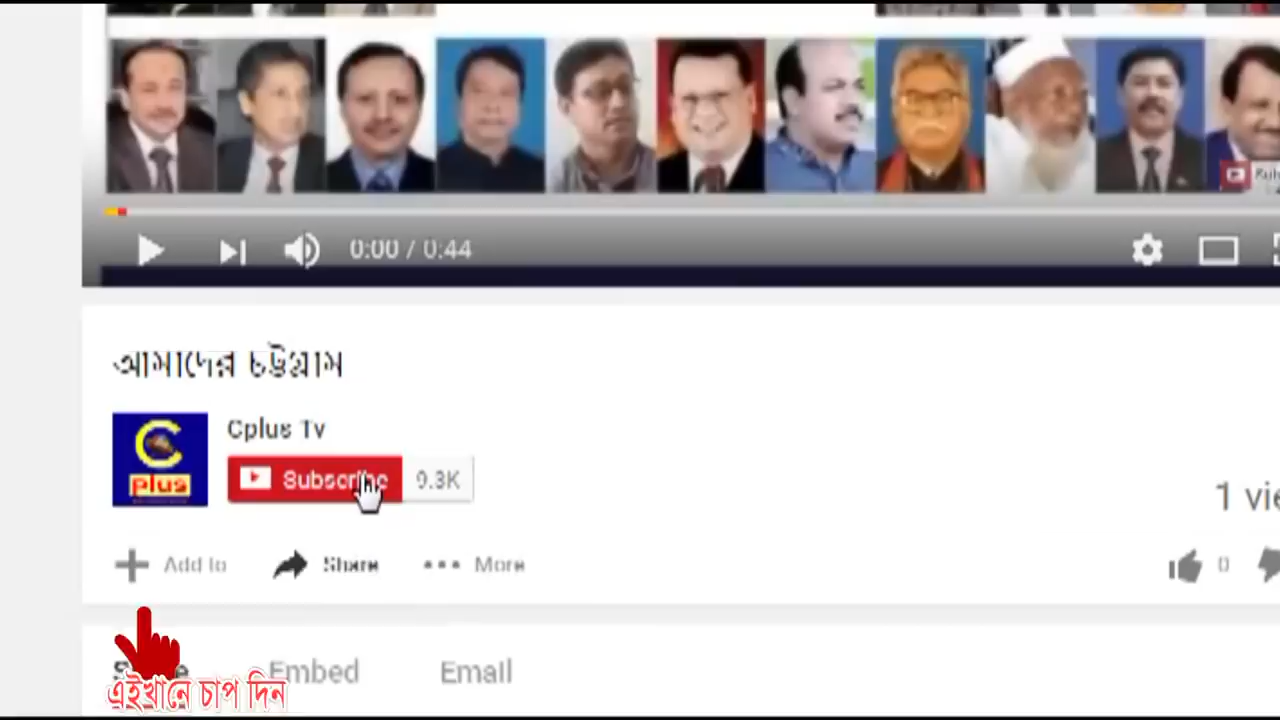 0:00 / 0:44
আমাদের চট্টগ্রাম
C
plus
Cplus Tv
Subscribe 9.3K
1
Add to Share More
0
Embed Email
এইখানে চাপ দিন